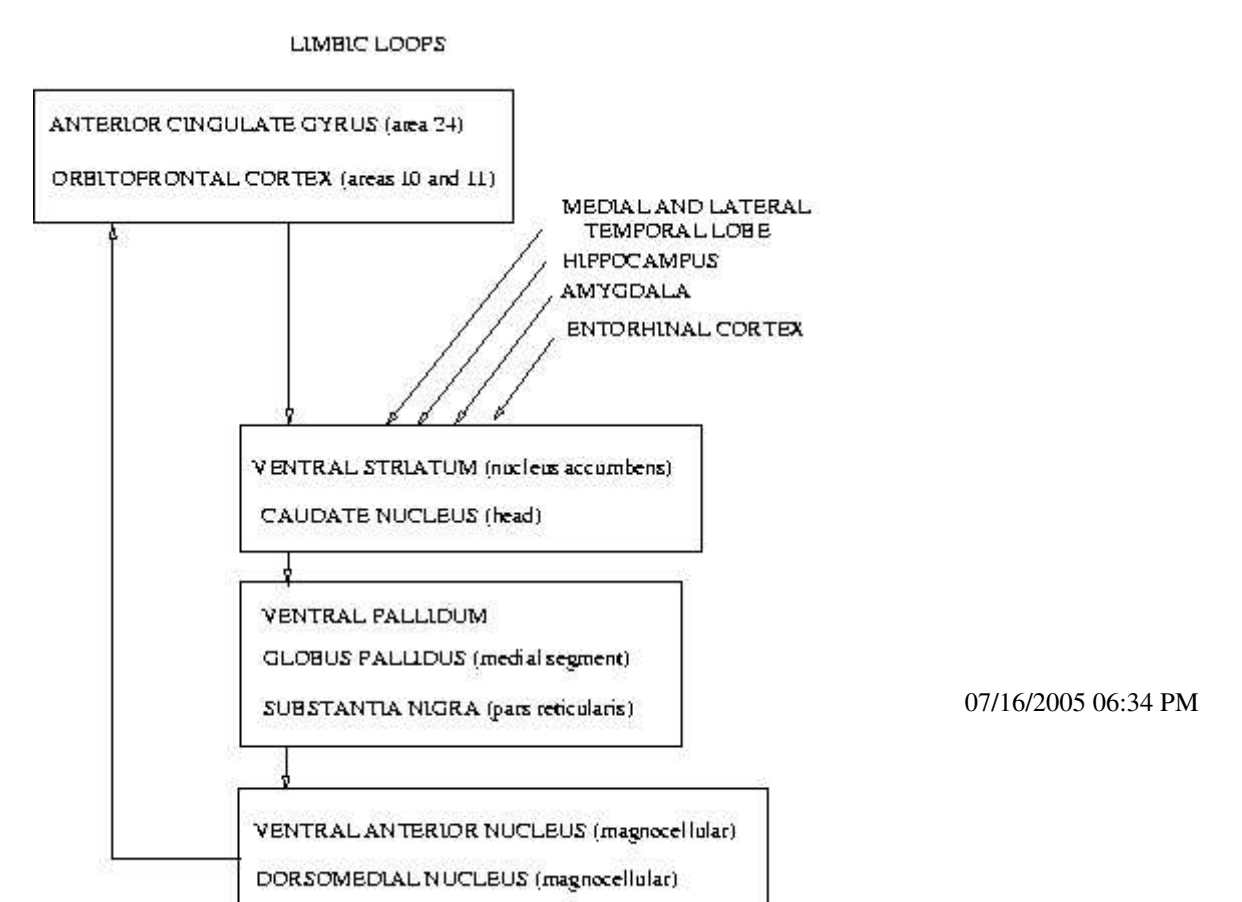 LIMBIC LOOPS
ANTERIOR CINGULATE GYRUS (area 24)
ORBITOFRONTAL CORTEX (areas 10 and 11)
MEDIAL AND LATERAL
TEMPORAL LOBE
HIPPOCAMPUS
AMYGDALA
ENTORHINAL CORTEX
VENTRAL STRIATUM (nucleus accumbens)
CAUDATE NUCLEUS (head)
VENTRAL PALLIDUM
GLOBUS PALLIDUS (medial segment)
SUBSTANTIA NIGRA (pars reticularis)
07/16/2005 06:34 PM
VENTRAL ANTERIOR NUCLEUS (magnocellular)
DORSOMEDIAL NUCLEUS (magnocellular)